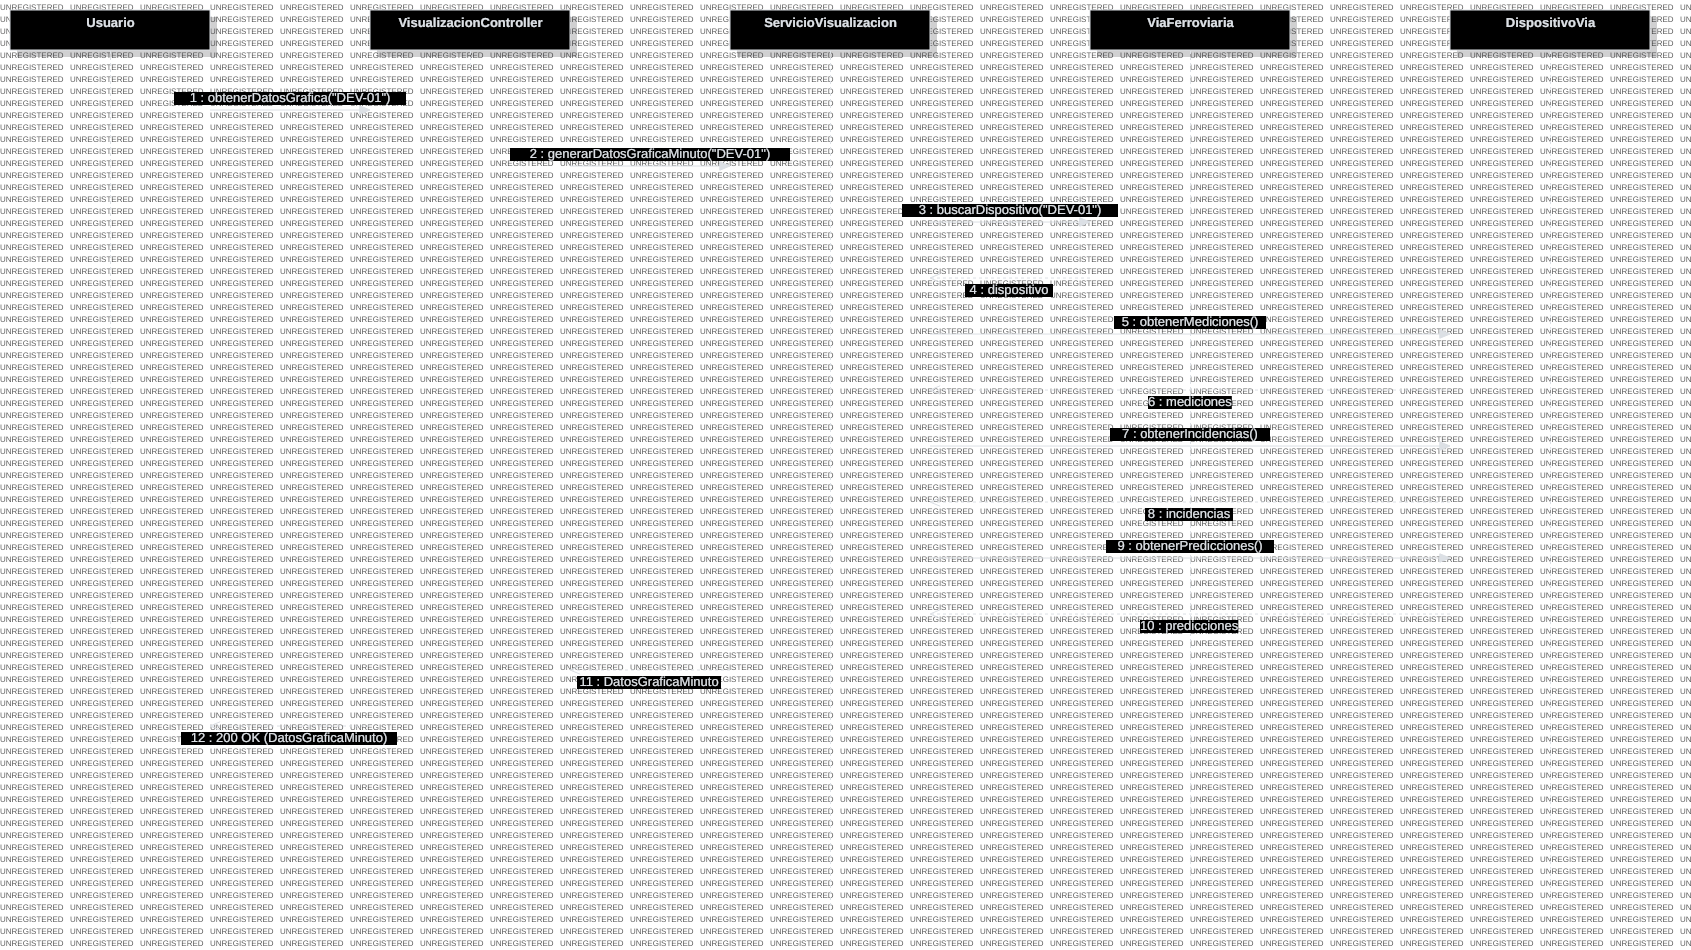 Usuario
VisualizacionController
ServicioVisualizacion
ViaFerroviaria
DispositivoVia
1 : obtenerDatosGrafica("DEV-01")
2 : generarDatosGraficaMinuto("DEV-01")
3 : buscarDispositivo("DEV-01")
4 : dispositivo
5 : obtenerMediciones()
6 : mediciones
7 : obtenerIncidencias()
8 : incidencias
9 : obtenerPredicciones()
10 : predicciones
11 : DatosGraficaMinuto
12 : 200 OK (DatosGraficaMinuto)
UNREGISTERED